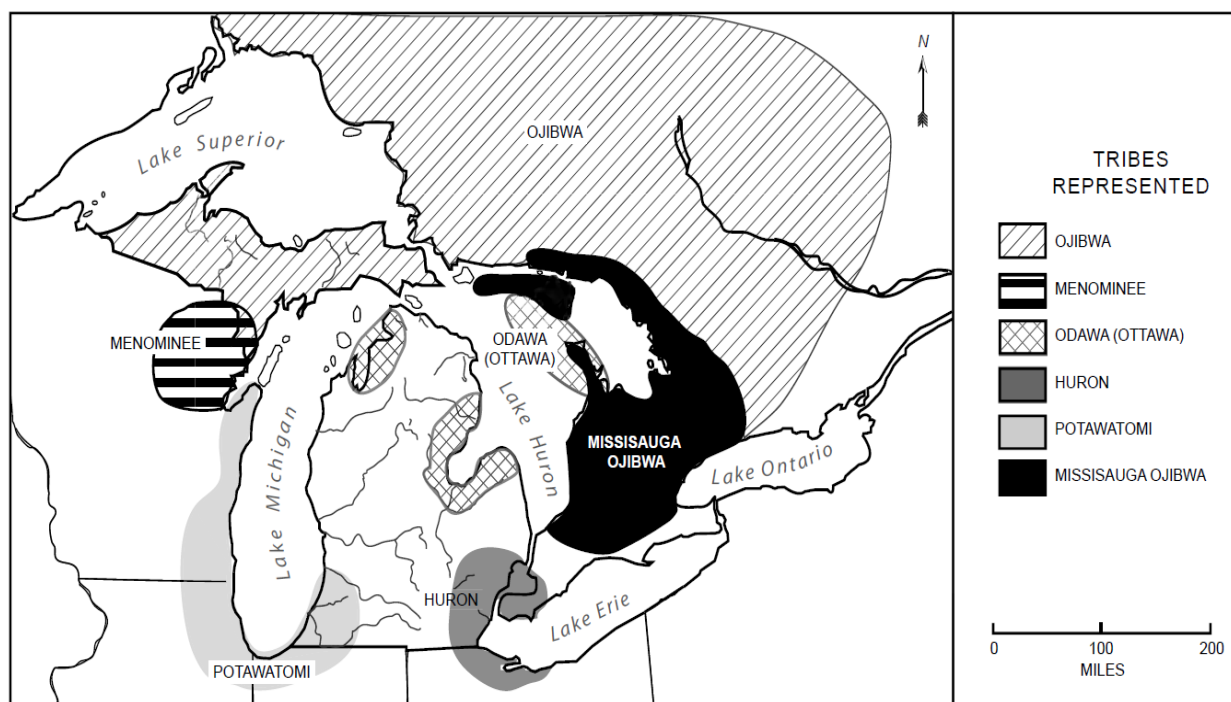 N
OJIBWA
Lake Superior
MENOMINEE
ODAWA
(OTTAWA)
Lake Michigan
Lake Huron
MISSISAUGA
OJIBWA
Lake Ontario
HURON
Lake Erie
POTAWATOMI
TRIBES
REPRESENTED
OJIBWA
MENOMINEE
ODAWA (OTTAWA)
HURON
POTAWATOMI
MISSISAUGA OJIBWA
0 100 200
MILES